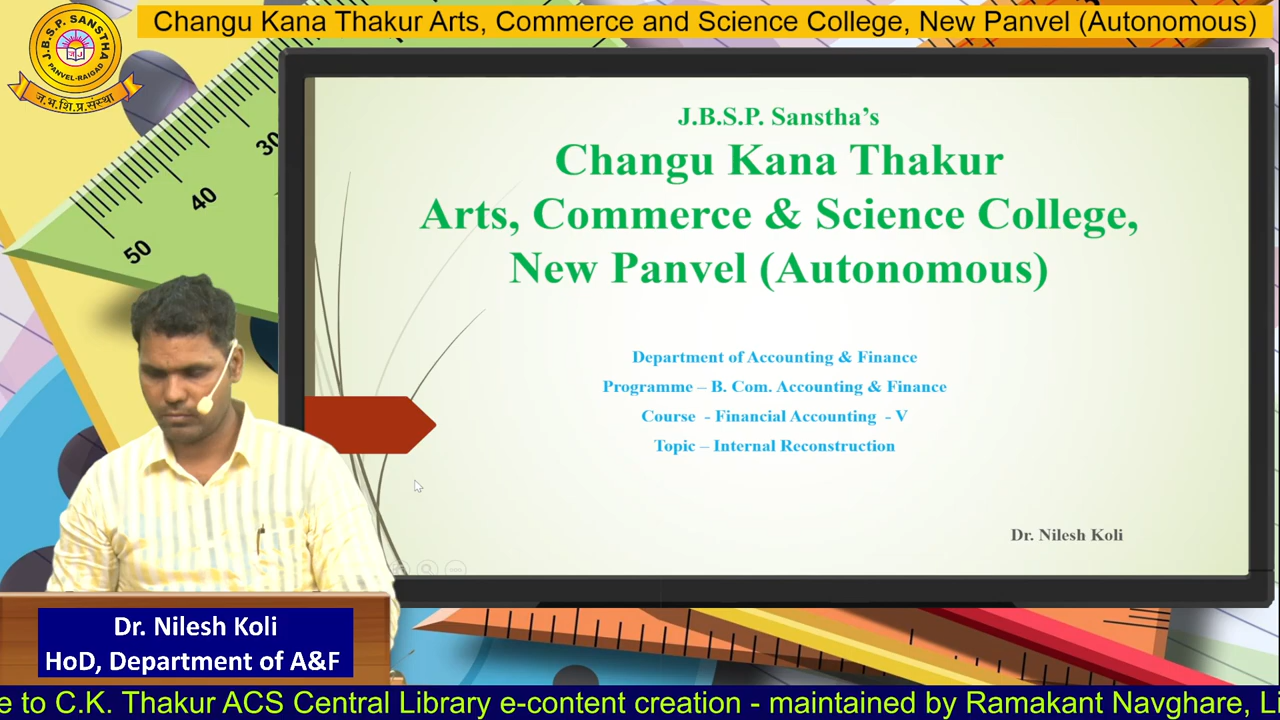 Changu Kana Thakur Arts, Commerce and Science College, New Panvel (Autonomous)
J.B.S.P. SANSTHA
PANVEL-RAIGAD
ज.भ.शि.प्र.संस्था
30
40
50
J.B.S.P. Sanstha’s
Changu Kana Thakur
Arts, Commerce & Science College,
New Panvel (Autonomous)
Department of Accounting & Finance
Programme – B. Com. Accounting & Finance
Course - Financial Accounting - V
Topic – Internal Reconstruction
Dr. Nilesh Koli
Dr. Nilesh Koli
HoD, Department of A&F
e to C.K. Thakur ACS Central Library e-content creation - maintained by Ramakant Navghare, Li